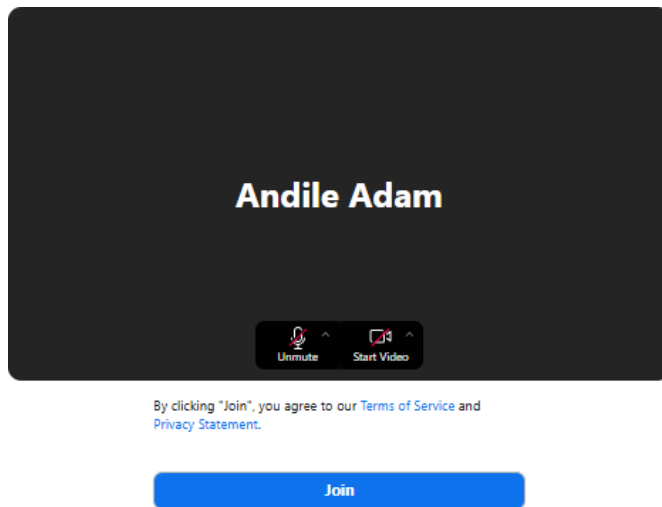 Andile Adam
Unmute Start Video
By clicking "Join", you agree to our Terms of Service and
Privacy Statement.
Join